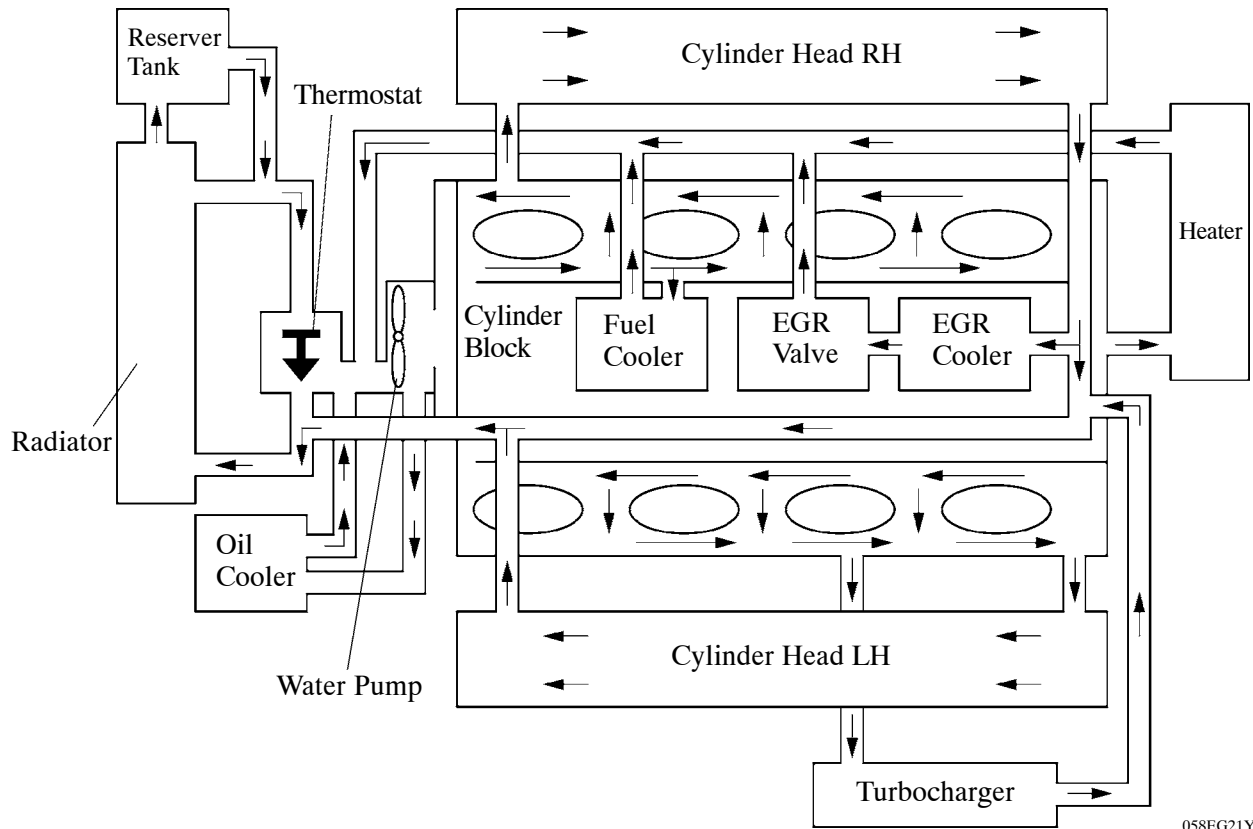 Reserver
Tank
Thermostat
Cylinder Head RH
Heater
Cylinder
Block
Fuel
Cooler
EGR
Valve
EGR
Cooler
Radiator
Oil
Cooler
Water Pump
Cylinder Head LH
Turbocharger
058EG21Y